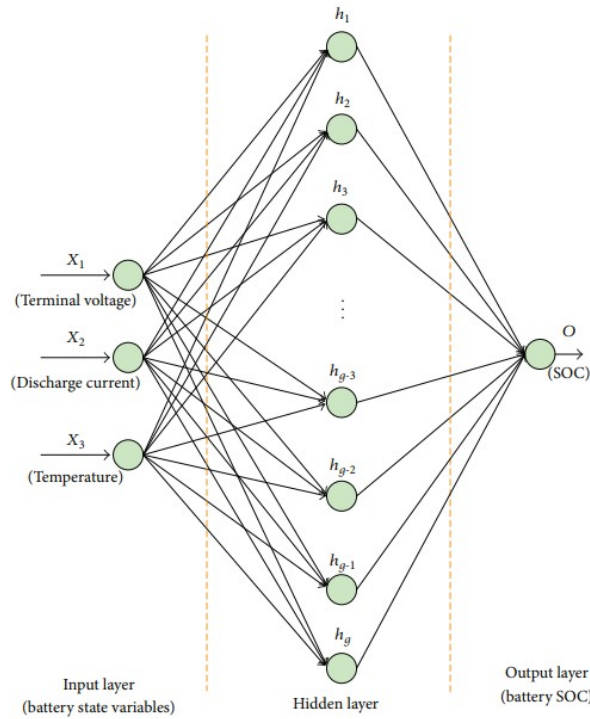 h1
h2
h3
X1
(Terminal voltage)
X2
(Discharge current)
X3
(Temperature)
⋮
hg-3
hg-2
hg-1
hg
O
(SOC)
Input layer
(battery state variables)
Hidden layer
Output layer
(battery SOC)